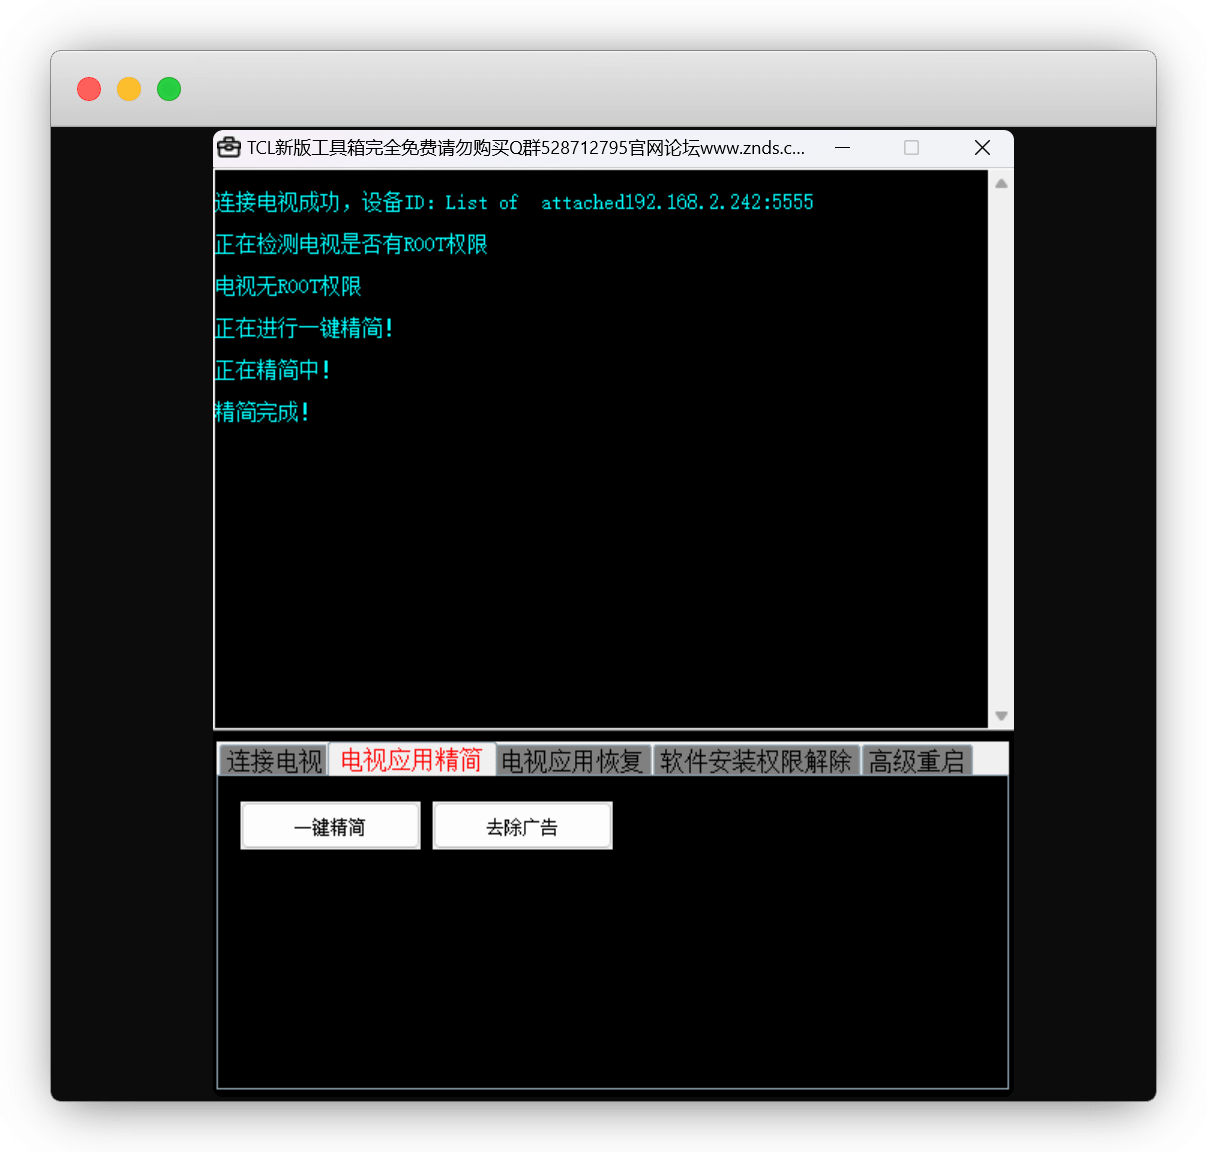 TCL新版工具箱完全免费请勿购买Q群528712795官网论坛www.znds.c...
连接电视成功，设备ID：List of  attached192.168.2.242:5555
正在检测电视是否有ROOT权限
电视无ROOT权限
正在进行一键精简！
正在精简中！
精简完成！
连接电视 电视应用精简 电视应用恢复 软件安装权限解除 高级重启
一键精简 去除广告